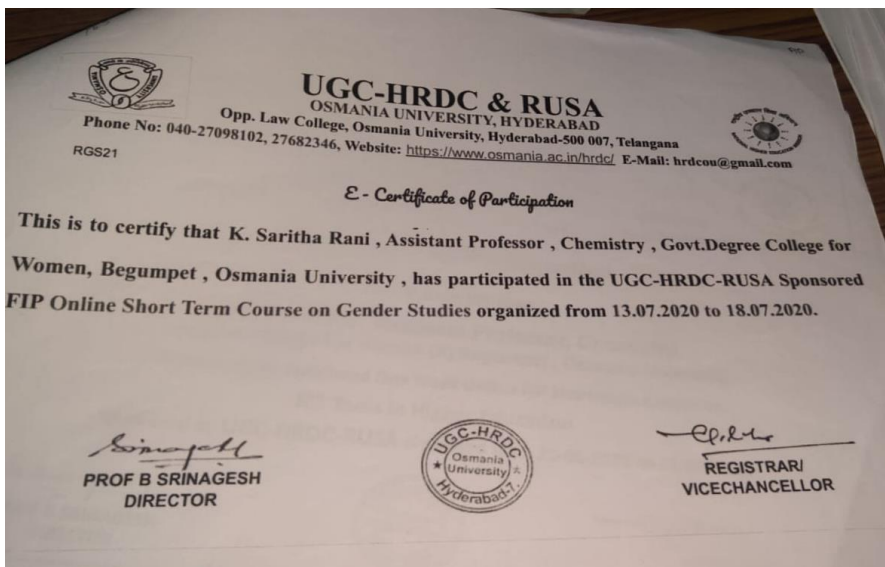 UGC-HRDC & RUSA
OSMANIA UNIVERSITY, HYDERABAD
Opp. Law College, Osmania University, Hyderabad-500 007, Telangana
Phone No: 040-27098102, 27682346, Website: https://www.osmania.ac.in/hrdc/ E-Mail: hrdcou@gmail.com
RGS21
E - Certificate of Participation
This is to certify that K. Saritha Rani , Assistant Professor , Chemistry , Govt.Degree College for
Women, Begumpet , Osmania University , has participated in the UGC-HRDC-RUSA Sponsored
FIP Online Short Term Course on Gender Studies organized from 13.07.2020 to 18.07.2020.
PROF B SRINAGESH
DIRECTOR
UGC-HRDC
Osmania
University
Hyderabad-7.
REGISTRAR/
VICECHANCELLOR